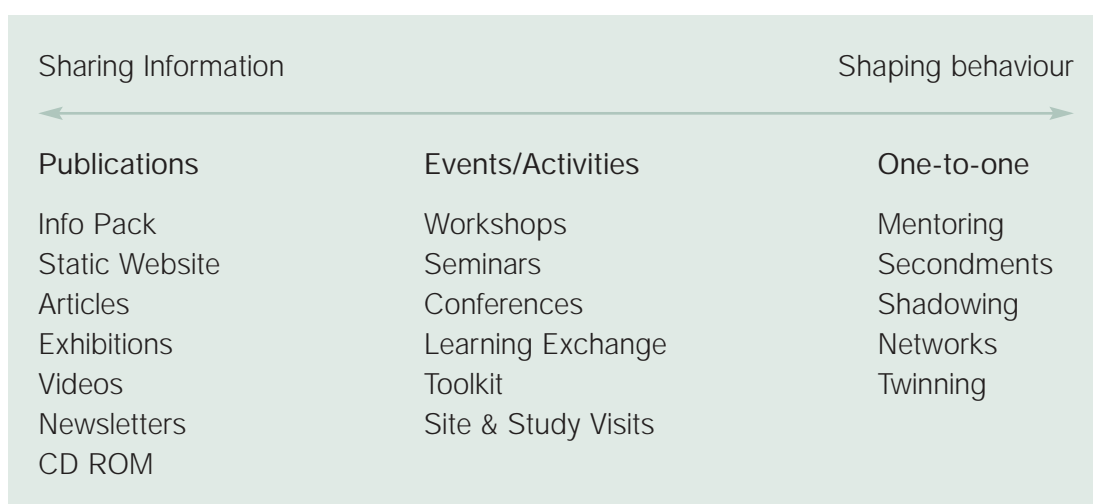 Sharing Information
Shaping behaviour
Publications
Info Pack
Static Website
Articles
Exhibitions
Videos
Newsletters
CD ROM
Events/Activities
Workshops
Seminars
Conferences
Learning Exchange
Toolkit
Site & Study Visits
One-to-one
Mentoring
Secondments
Shadowing
Networks
Twinning